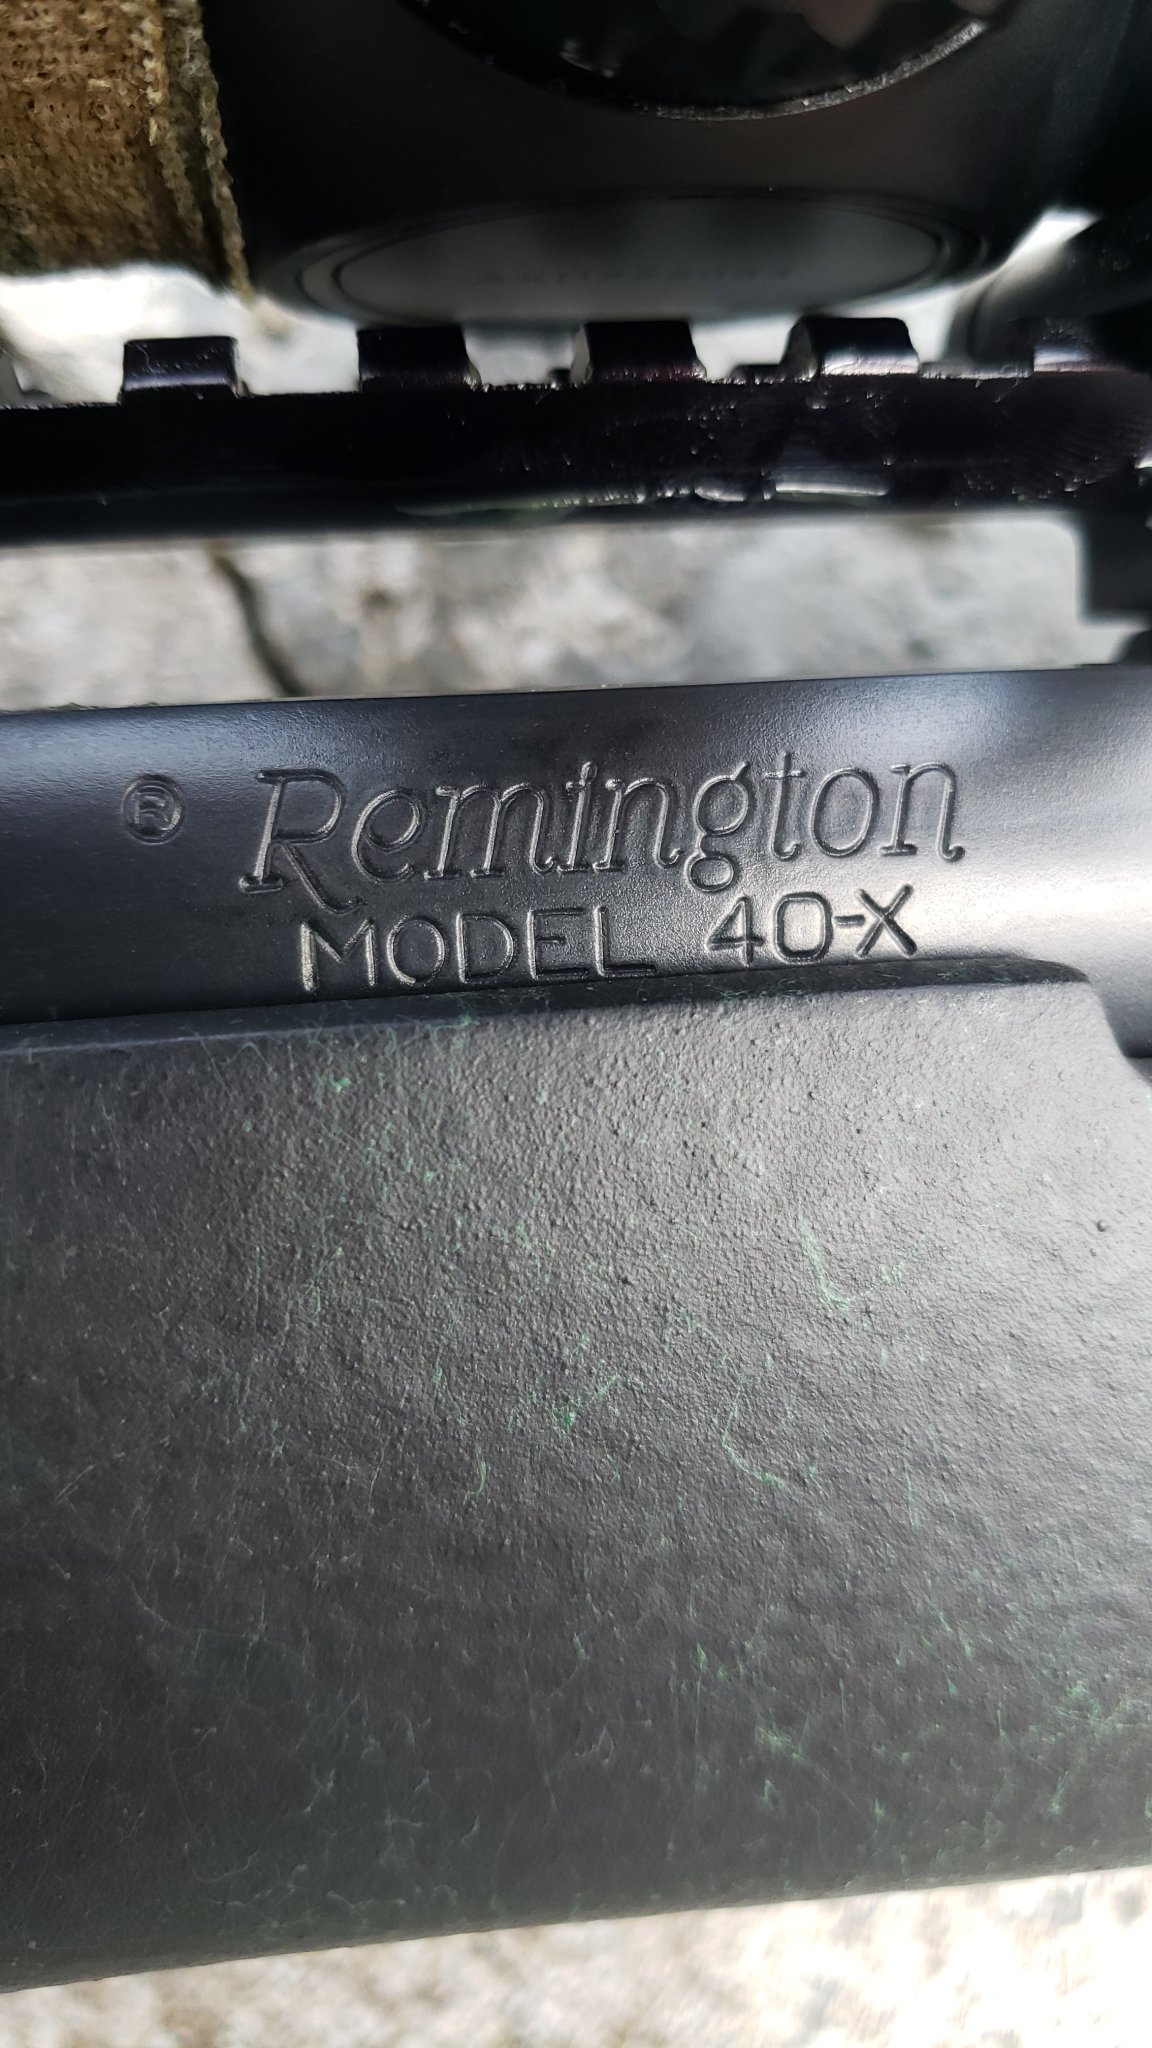 ® Remington
MODEL 40-X